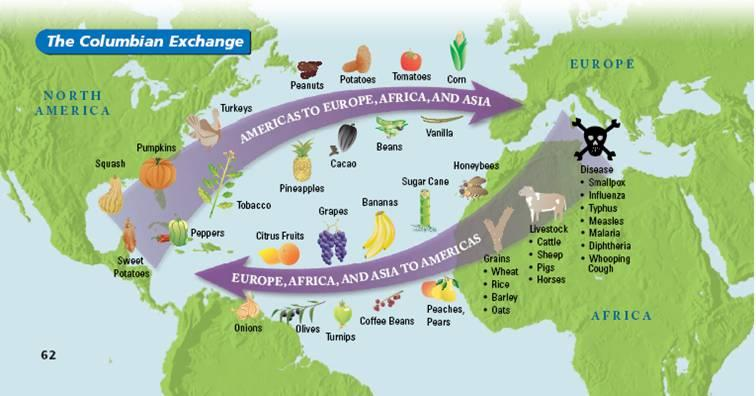 The Columbian Exchange
NORTH
AMERICA
EUROPE
AFRICA
AMERICAS TO EUROPE, AFRICA, AND ASIA
Peanuts
Potatoes
Tomatoes
Corn
Turkeys
Pumpkins
Squash
Tobacco
Peppers
Sweet
Potatoes
Pineapples
Cacao
Beans
Vanilla
EUROPE, AFRICA, AND ASIA TO AMERICAS
Honeybees
Sugar Cane
Bananas
Grapes
Citrus Fruits
Onions
Olives
Turnips
Coffee Beans
Peaches,
Pears
Grains
• Wheat
• Rice
• Barley
• Oats
Livestock
• Cattle
• Sheep
• Pigs
• Horses
Disease
• Smallpox
• Influenza
• Typhus
• Measles
• Malaria
• Diphtheria
• Whooping
Cough
62